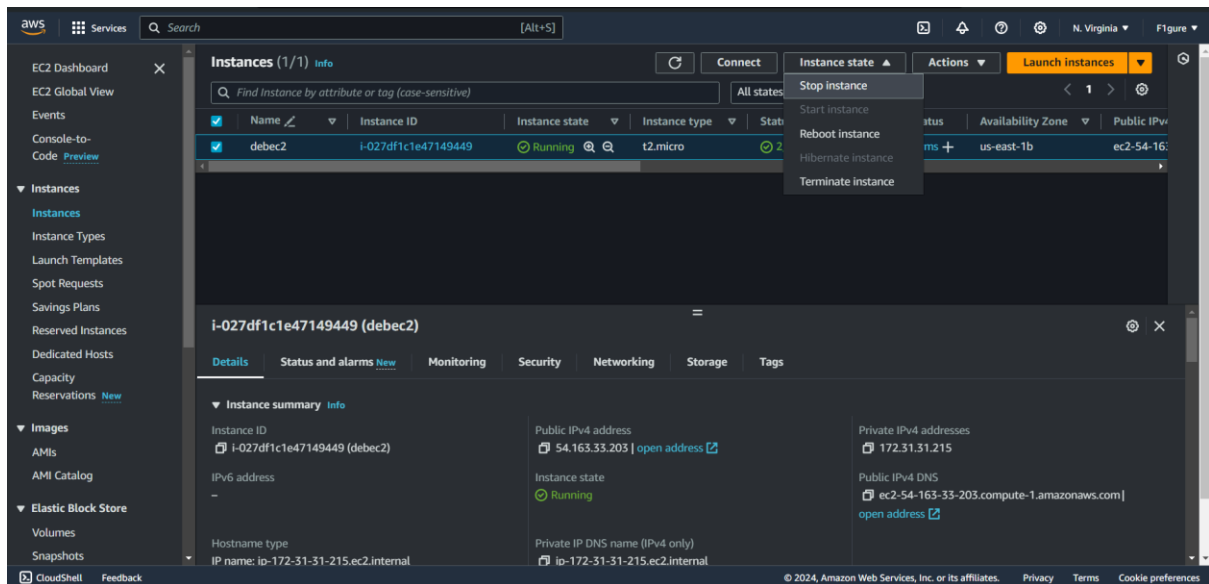 aws Services Search [Alt+S] N. Virginia F1gure
EC2 Dashboard
EC2 Global View
Events
Console-to-
Code Preview
Instances
Instances
Instance Types
Launch Templates
Spot Requests
Savings Plans
Reserved Instances
Dedicated Hosts
Capacity
Reservations New
Images
AMIs
AMI Catalog
Elastic Block Store
Volumes
Snapshots
Instances (1/1) Info Connect Instance state Actions Launch instances
Find Instance by attribute or tag (case-sensitive) All states 1
Stop instance
Start instance
Reboot instance
Hibernate instance
Terminate instance
Name Instance ID Instance state Instance type Availability Zone
debec2 i-027df1c1e47149449 Running t2.micro us-east-1b
i-027df1c1e47149449 (debec2)
Details Status and alarms New Monitoring Security Networking Storage Tags
Instance summary Info
Instance ID
i-027df1c1e47149449 (debec2)
Public IPv4 address
54.163.33.203 | open address
Private IPv4 addresses
172.31.31.215
IPv6 address
–
Instance state
Running
Public IPv4 DNS
ec2-54-163-33-203.compute-1.amazonaws.com |
open address
Hostname type
IP name: ip-172-31-31-215.ec2.internal
Private IP DNS name (IPv4 only)
ip-172-31-31-215.ec2.internal
CloudShell Feedback © 2024, Amazon Web Services, Inc. or its affiliates. Privacy Terms Cookie preferences